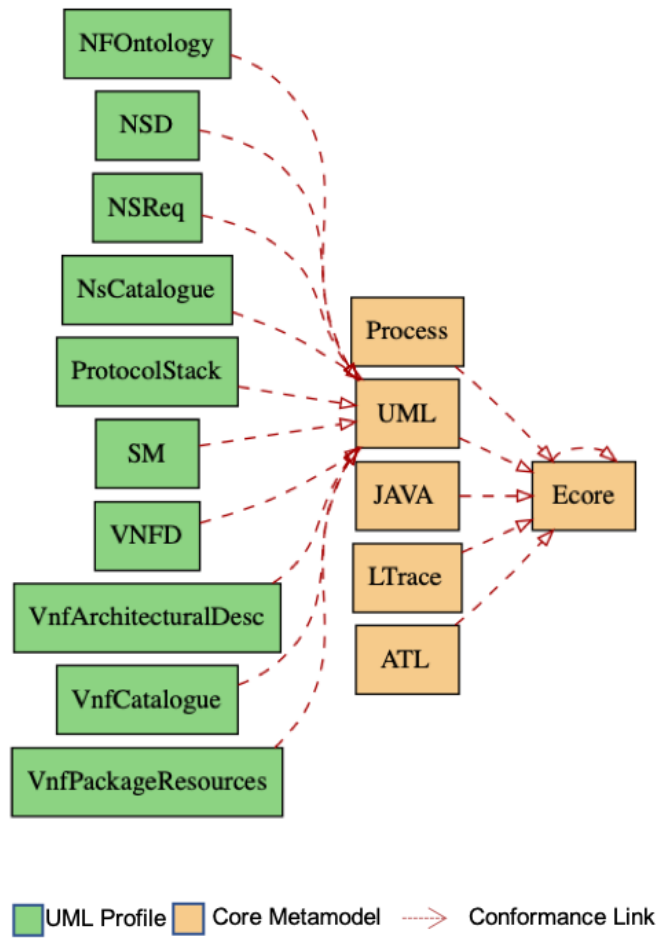 NFOntology
NSD
NSReq
NsCatalogue
ProtocolStack
SM
VNFD
VnfArchitecturalDesc
VnfCatalogue
VnfPackageResources
Process
UML
JAVA
LTrace
ATL
Ecore
UML Profile
Core Metamodel
Conformance Link